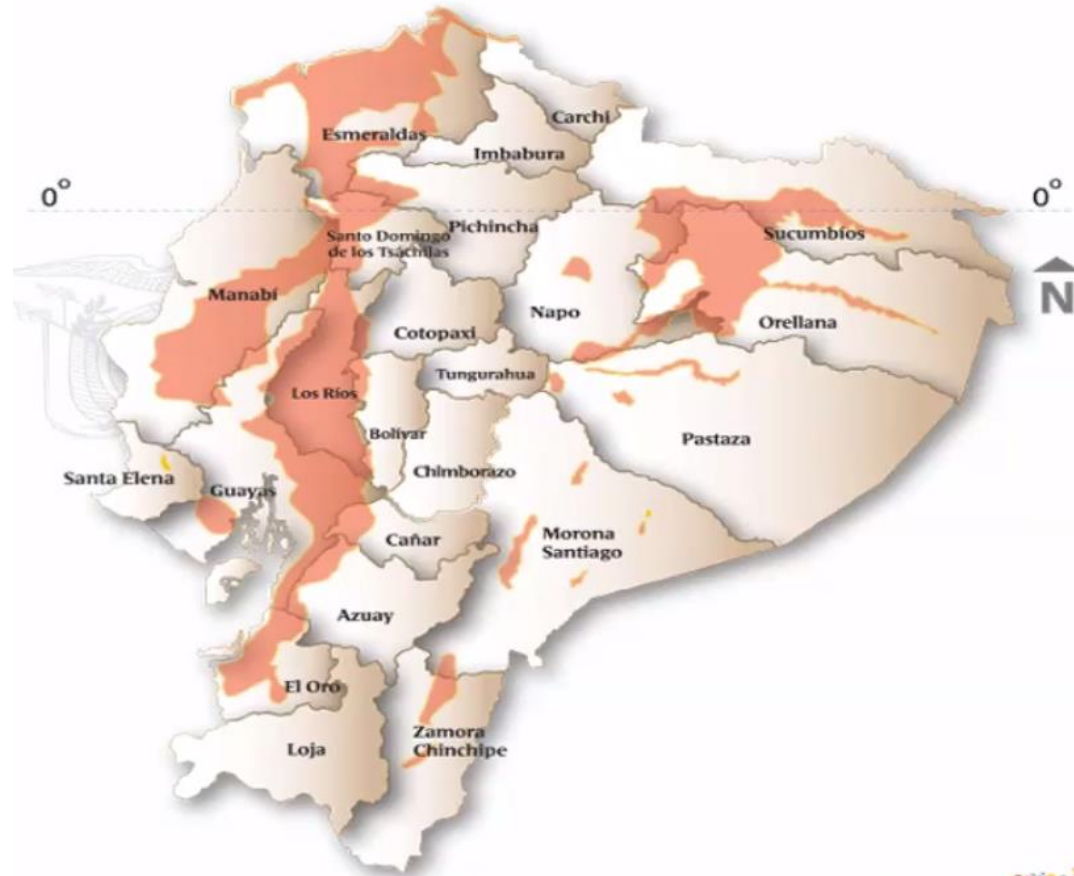 Carchi
Esmeraldas
Imbabura
0°
0°
Pichincha
Sucumbíos
Santo Domingo
de los Tsáchilas
Manabí
N
Napo
Orellana
Cotopaxi
Tungurahua
Los Ríos
Bolívar
Pastaza
Chimborazo
Santa Elena
Guayas
Morona
Santiago
Cañar
Azuay
El Oro
Zamora
Chinchipe
Loja